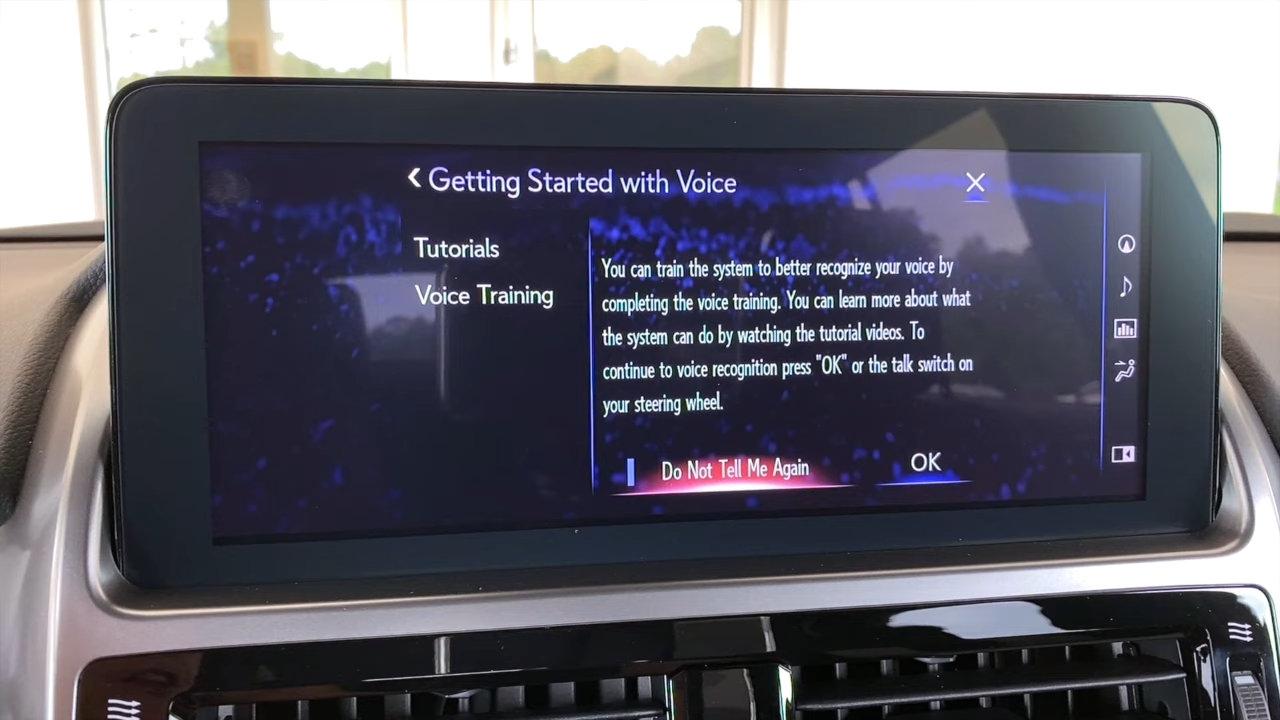 Getting Started with Voice
Tutorials
Voice Training
You can train the system to better recognize your voice by
completing the voice training. You can learn more about what
the system can do by watching the tutorial videos. To
continue to voice recognition press "OK" or the talk switch on
your steering wheel.
Do Not Tell Me Again
OK